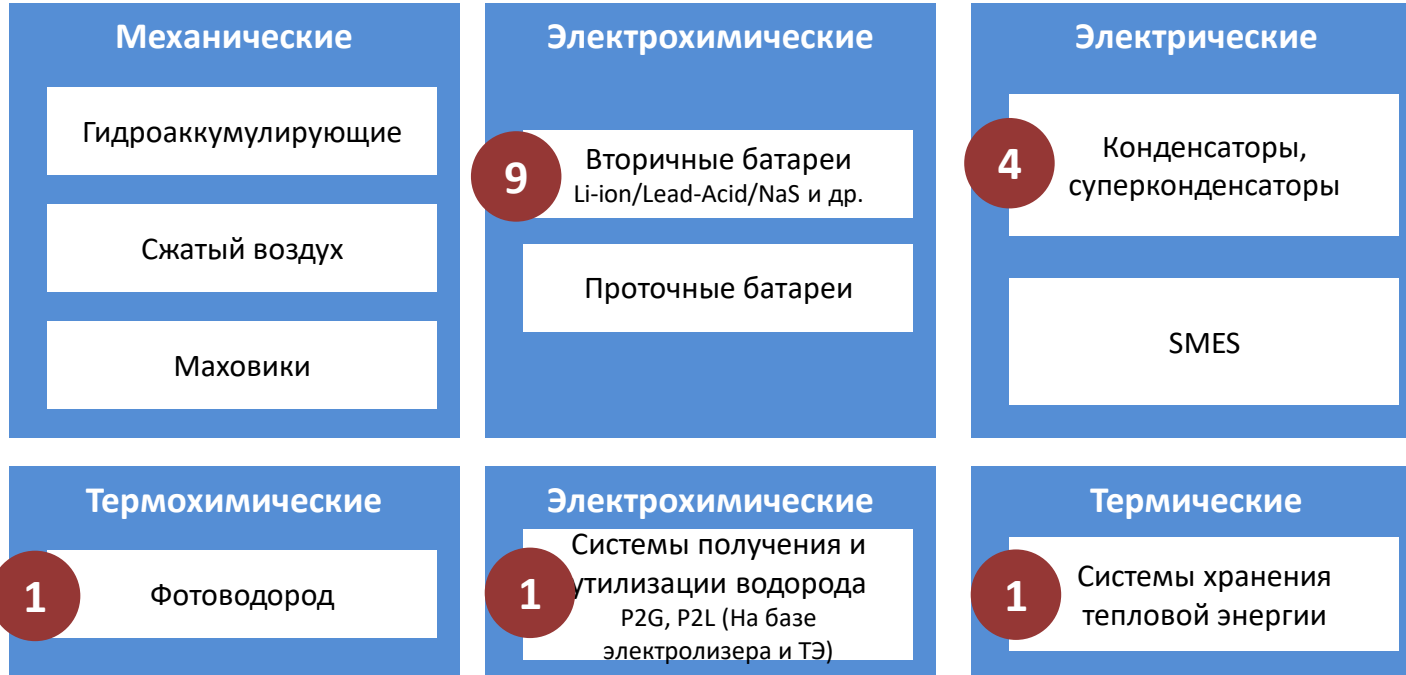 Механические
Гидроаккумулирующие
Сжатый воздух
Маховики
Электрохимические
9
Вторичные батареи
Li-ion/Lead-Acid/NaS и др.
Проточные батареи
Электрические
4
Конденсаторы,
суперконденсаторы
SMES
Термохимические
1
Фотоводород
Электрохимические
1
Системы получения и
утилизации водорода
P2G, P2L (На базе
электролизера и ТЭ)
Термические
1
Системы хранения
тепловой энергии